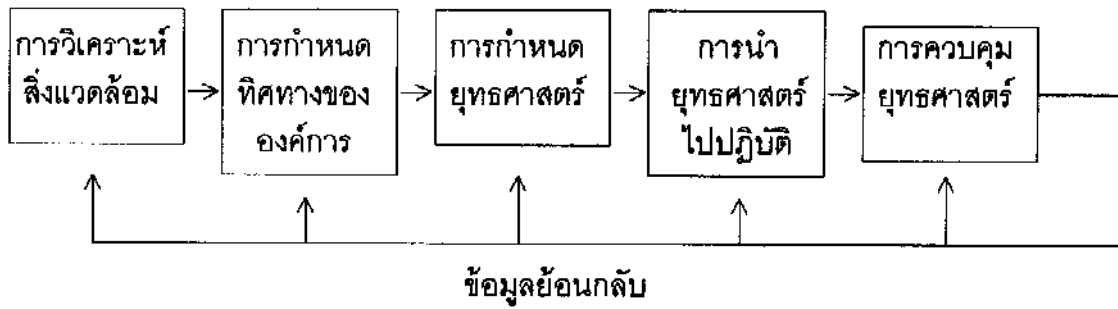 การวิเคราะห์
สิ่งแวดล้อม
การกำหนด
ทิศทางของ
องค์การ
การกำหนด
ยุทธศาสตร์
การนำ
ยุทธศาสตร์
ไปปฏิบัติ
การควบคุม
ยุทธศาสตร์
ข้อมูลย้อนกลับ